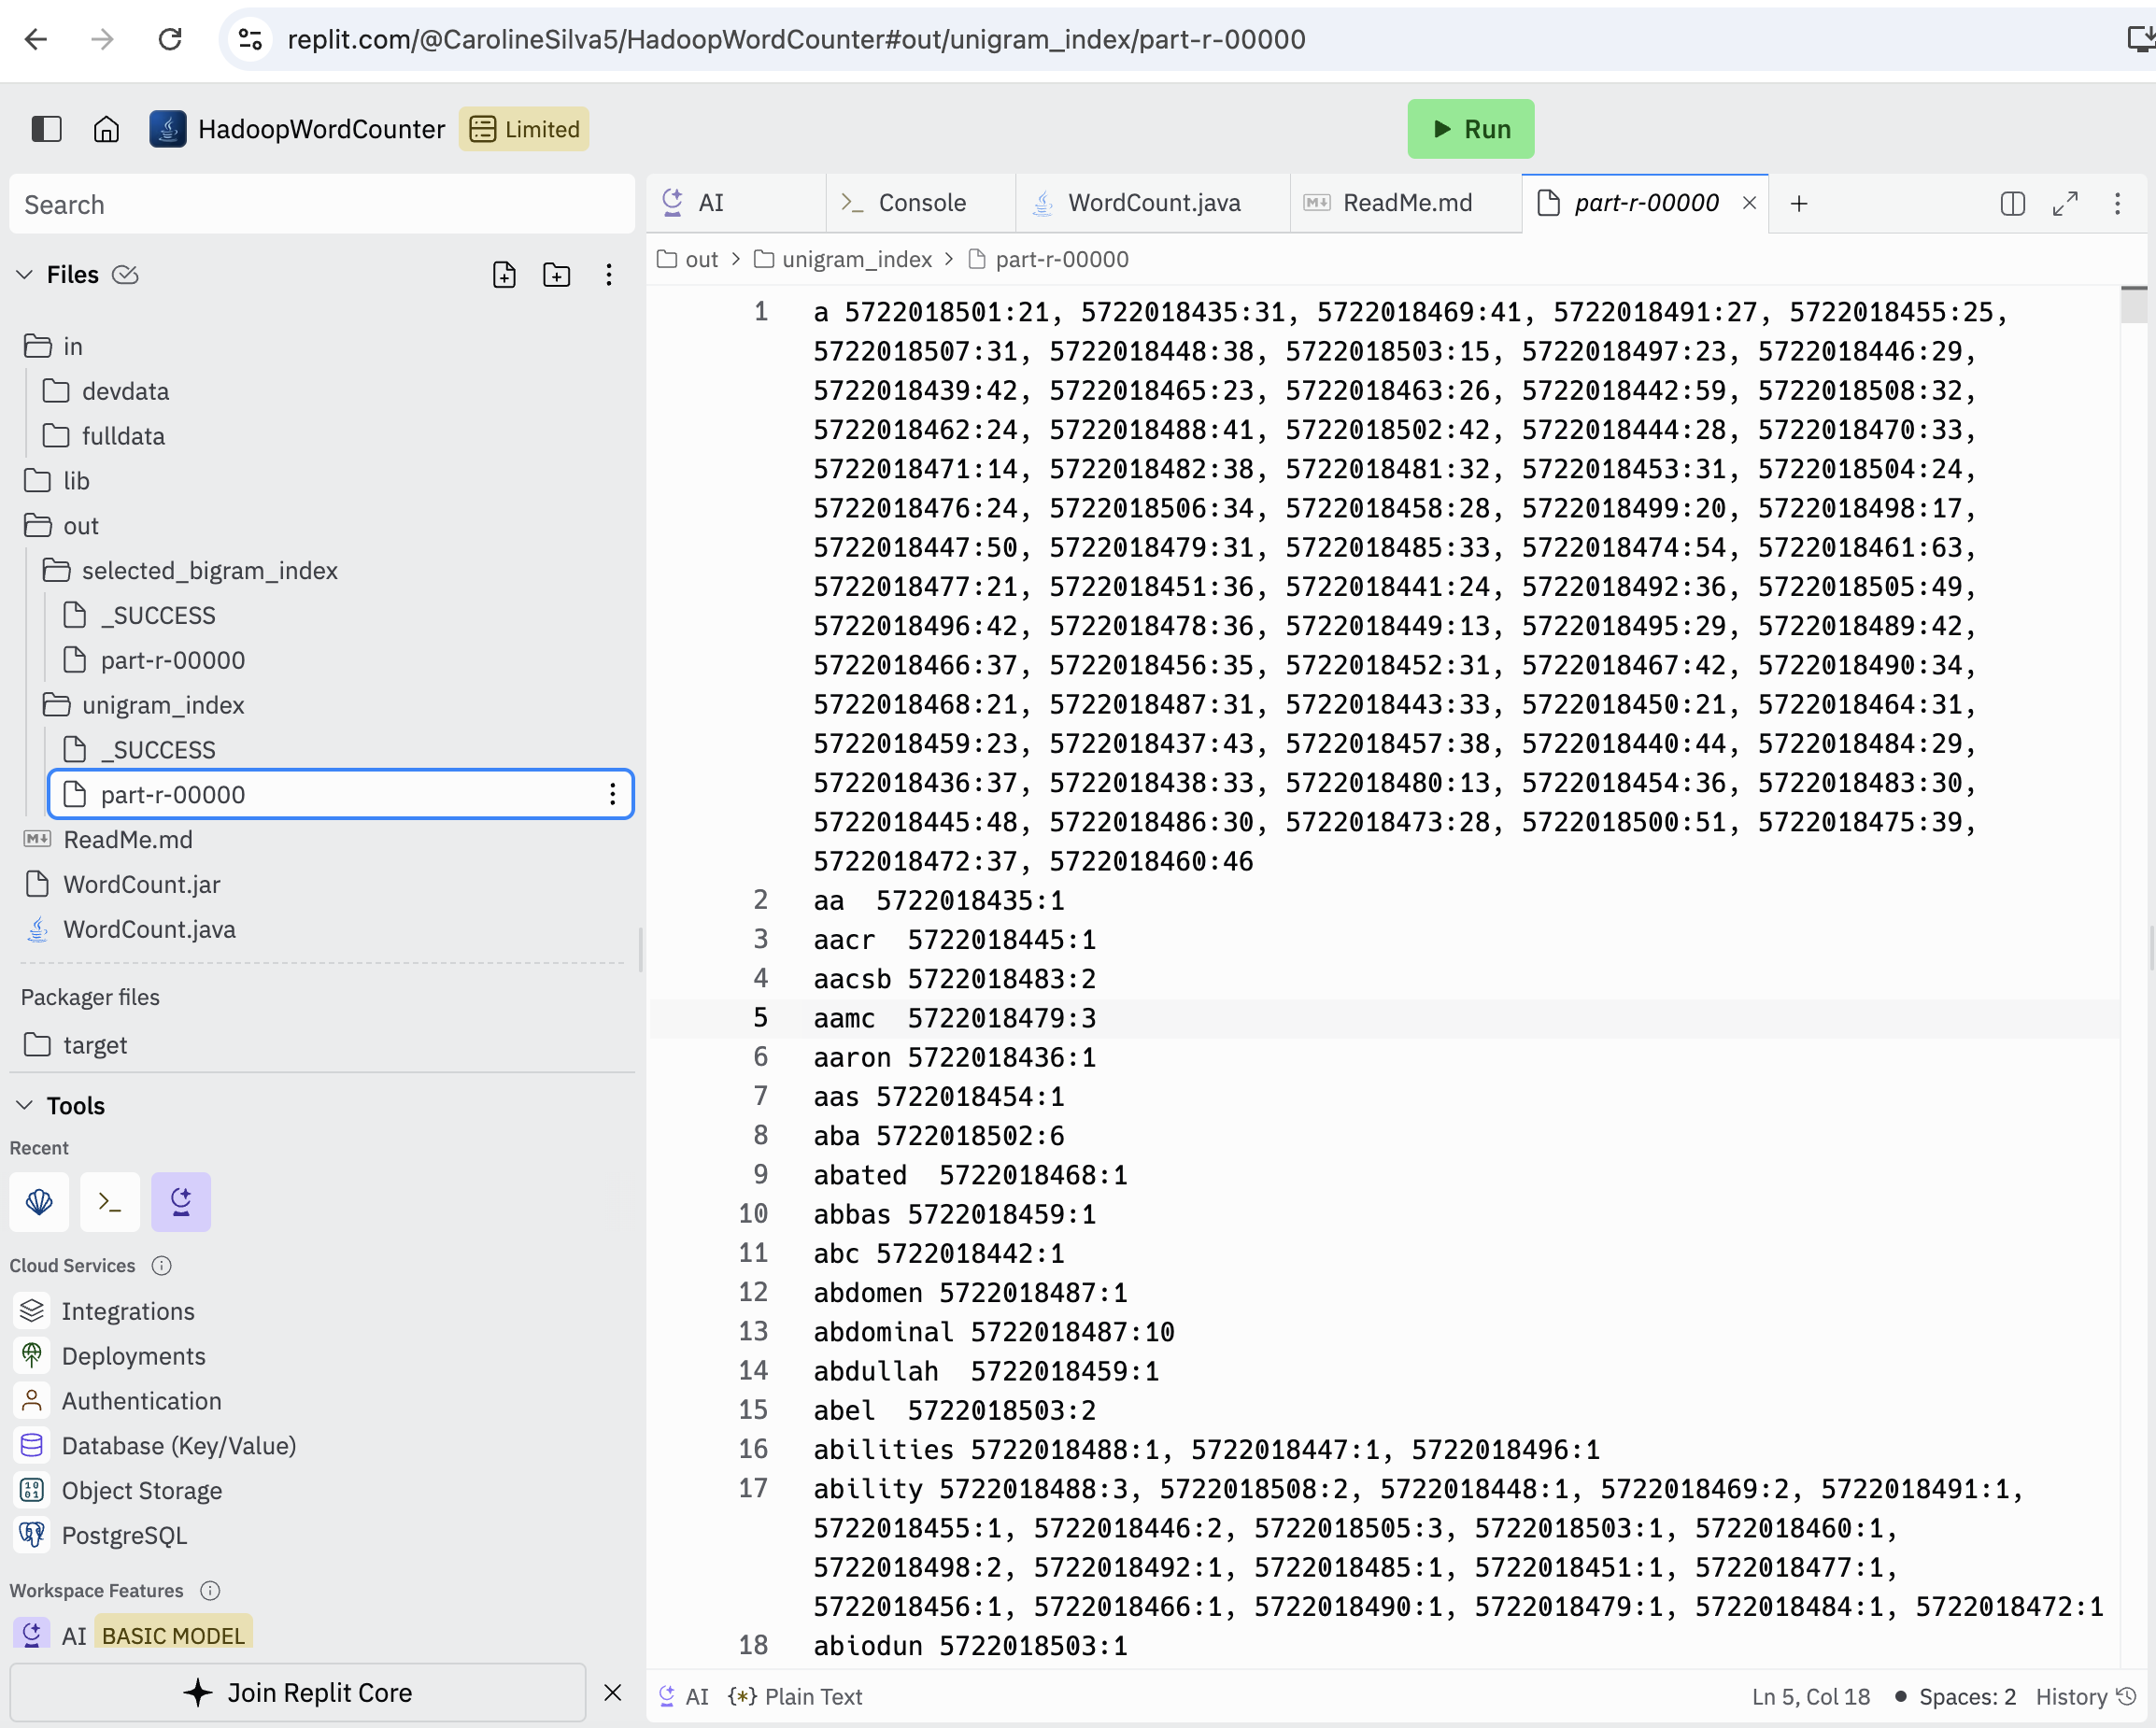 replit.com/@CarolineSilva5/HadoopWordCounter#out/unigram_index/part-r-00000
HadoopWordCounter Limited Run
Search
AI Console WordCount.java ReadMe.md part-r-00000
Files
out > unigram_index > part-r-00000
in
devdata
fulldata
lib
out
selected_bigram_index
_SUCCESS
part-r-00000
unigram_index
_SUCCESS
part-r-00000
ReadMe.md
WordCount.jar
WordCount.java
Packager files
target
Tools
Recent
Cloud Services
Integrations
Deployments
Authentication
Database (Key/Value)
Object Storage
PostgreSQL
Workspace Features
AI BASIC MODEL
Join Replit Core
1 a 5722018501:21, 5722018435:31, 5722018469:41, 5722018491:27, 5722018455:25,
5722018507:31, 5722018448:38, 5722018503:15, 5722018497:23, 5722018446:29,
5722018439:42, 5722018465:23, 5722018463:26, 5722018442:59, 5722018508:32,
5722018462:24, 5722018488:41, 5722018502:42, 5722018444:28, 5722018470:33,
5722018471:14, 5722018482:38, 5722018481:32, 5722018453:31, 5722018504:24,
5722018476:24, 5722018506:34, 5722018458:28, 5722018499:20, 5722018498:17,
5722018447:50, 5722018479:31, 5722018485:33, 5722018474:54, 5722018461:63,
5722018477:21, 5722018451:36, 5722018441:24, 5722018492:36, 5722018505:49,
5722018496:42, 5722018478:36, 5722018449:13, 5722018495:29, 5722018489:42,
5722018466:37, 5722018456:35, 5722018452:31, 5722018467:42, 5722018490:34,
5722018468:21, 5722018487:31, 5722018443:33, 5722018450:21, 5722018464:31,
5722018459:23, 5722018437:43, 5722018457:38, 5722018440:44, 5722018484:29,
5722018436:37, 5722018438:33, 5722018480:13, 5722018454:36, 5722018483:30,
5722018445:48, 5722018486:30, 5722018473:28, 5722018500:51, 5722018475:39,
5722018472:37, 5722018460:46
2 aa 5722018435:1
3 aacr 5722018445:1
4 aacsb 5722018483:2
5 aamc 5722018479:3
6 aaron 5722018436:1
7 aas 5722018454:1
8 aba 5722018502:6
9 abated 5722018468:1
10 abbas 5722018459:1
11 abc 5722018442:1
12 abdomen 5722018487:1
13 abdominal 5722018487:10
14 abdullah 5722018459:1
15 abel 5722018503:2
16 abilities 5722018488:1, 5722018447:1, 5722018496:1
17 ability 5722018488:3, 5722018508:2, 5722018448:1, 5722018469:2, 5722018491:1,
5722018455:1, 5722018446:2, 5722018505:3, 5722018503:1, 5722018460:1,
5722018498:2, 5722018492:1, 5722018485:1, 5722018451:1, 5722018477:1,
5722018456:1, 5722018466:1, 5722018490:1, 5722018479:1, 5722018484:1, 5722018472:1
18 abiodun 5722018503:1
AI {*} Plain Text Ln 5, Col 18 Spaces: 2 History